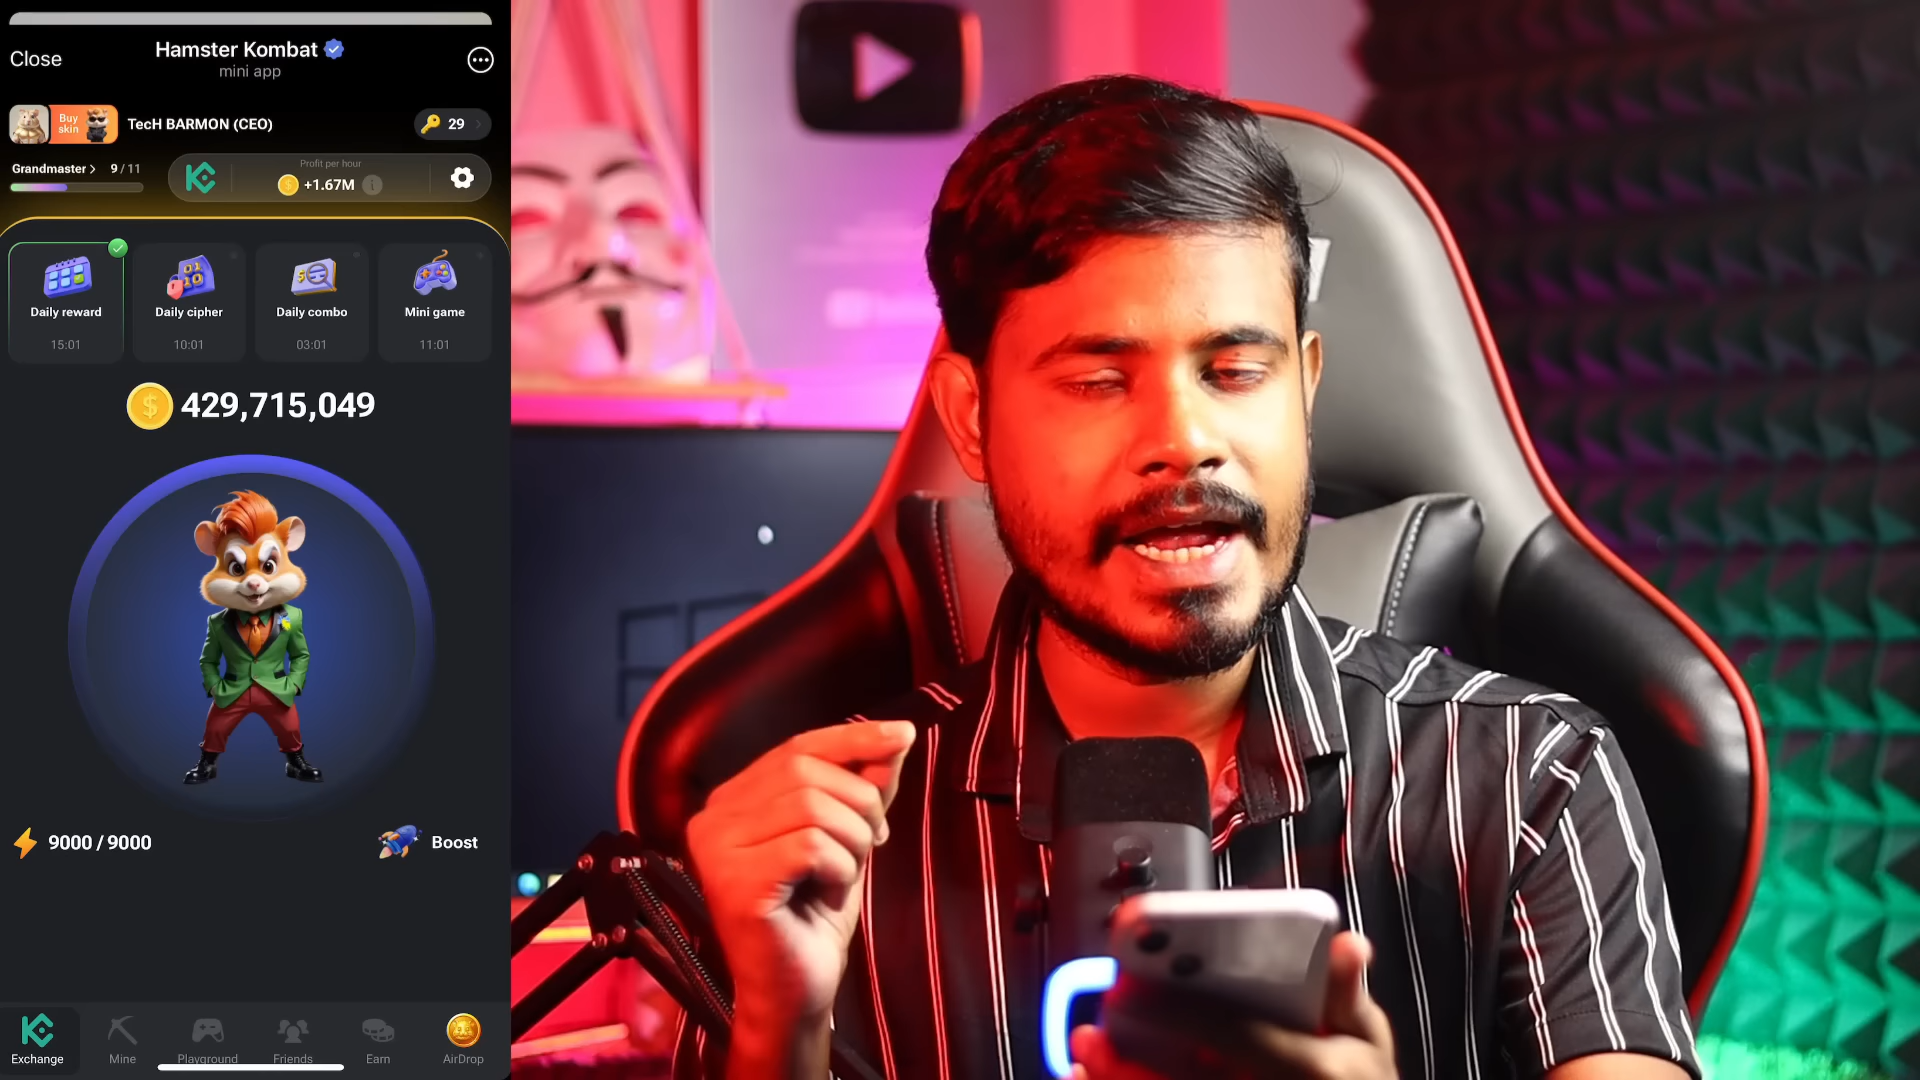 Close
Hamster Kombat
mini app
Buy
skin
TecH BARMON (CEO)
29
Grandmaster
9 / 11
Profit per hour
+1.67M
Daily reward
Daily cipher
Daily combo
Mini game
15:01
10:01
03:01
11:01
429,715,049
9000 / 9000
Boost
Exchange
Mine
Playground
Friends
Earn
AirDrop